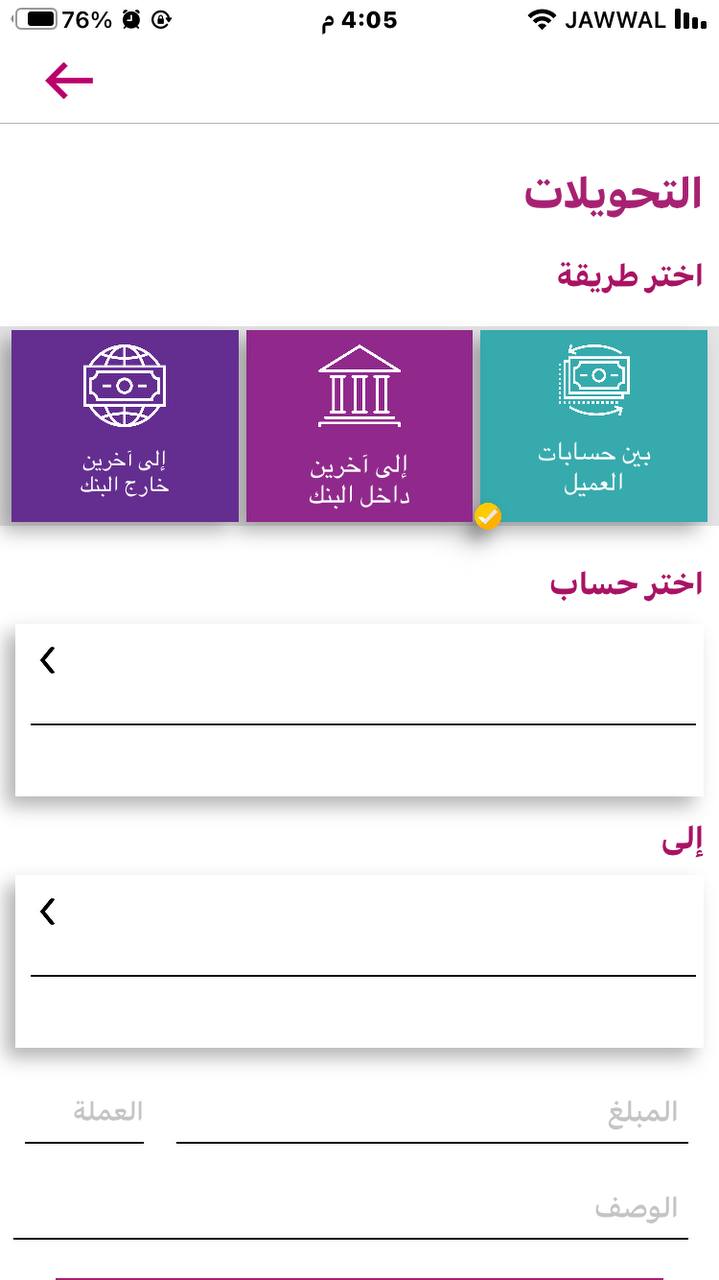 76%
4:05 م
JAWWAL
التحويلات
اختر طريقة
بين حسابات
العميل
إلى آخرين
داخل البنك
إلى آخرين
خارج البنك
اختر حساب
إلى
المبلغ
العملة
الوصف